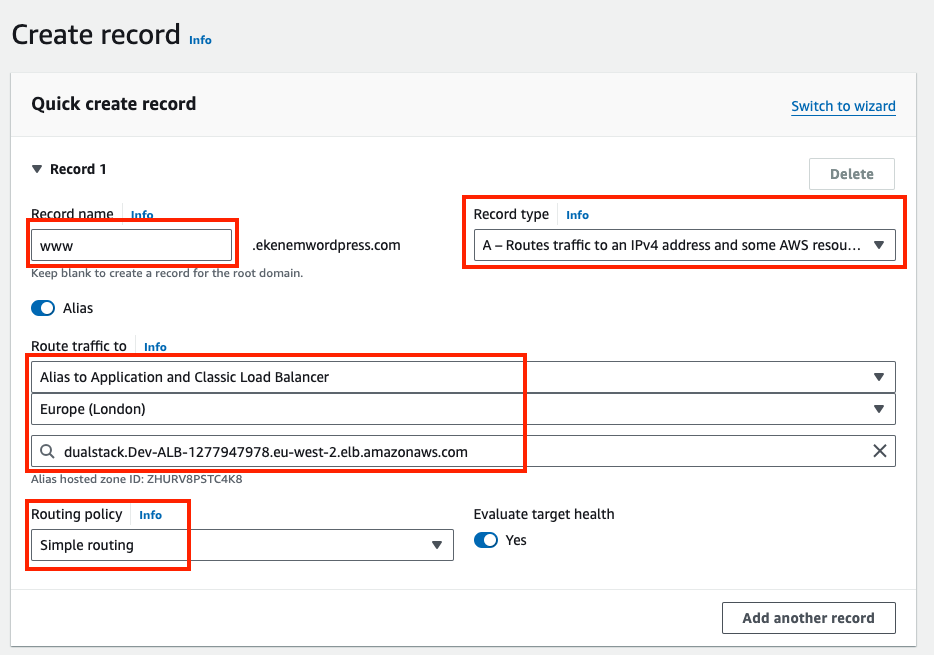 Create record Info
Quick create record
Switch to wizard
Record 1
Delete
Record name Info
Record type Info
www
.ekenemwordpress.com
A – Routes traffic to an IPv4 address and some AWS resou...
Keep blank to create a record for the root domain.
Alias
Route traffic to Info
Alias to Application and Classic Load Balancer
Europe (London)
dualstack.Dev-ALB-1277947978.eu-west-2.elb.amazonaws.com
Alias hosted zone ID: ZHURV8PSTC4K8
Routing policy Info
Evaluate target health
Simple routing
Yes
Add another record